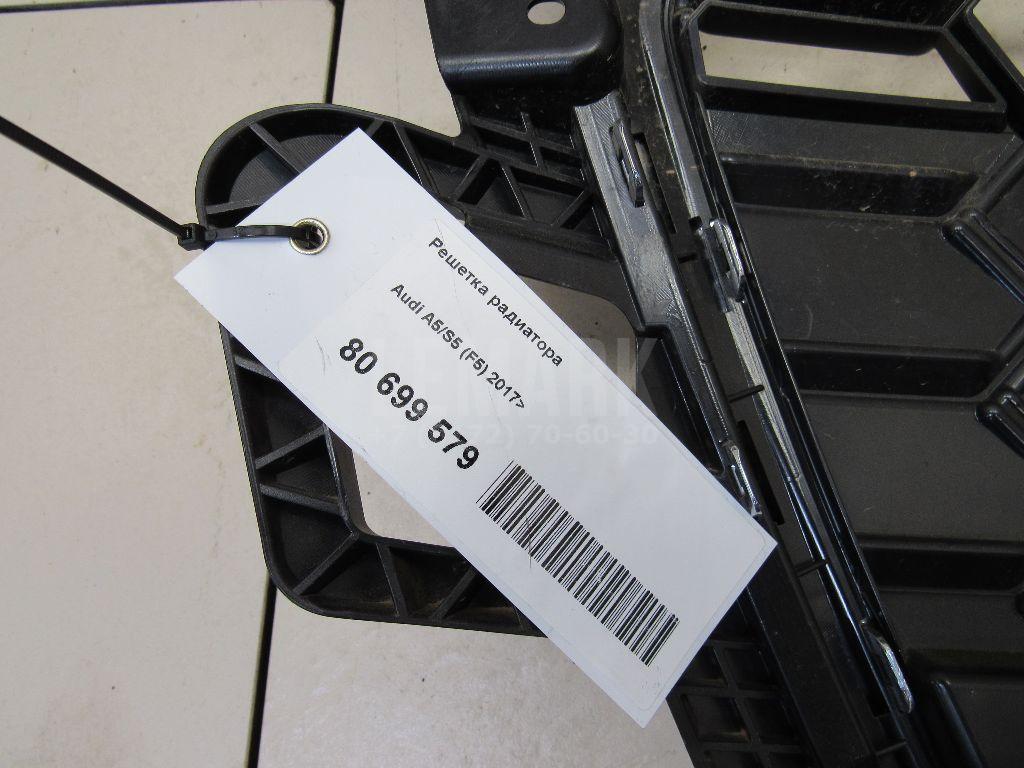 Решетка радиатора
Audi A5/S5 (F5) 2017>
80 699 579